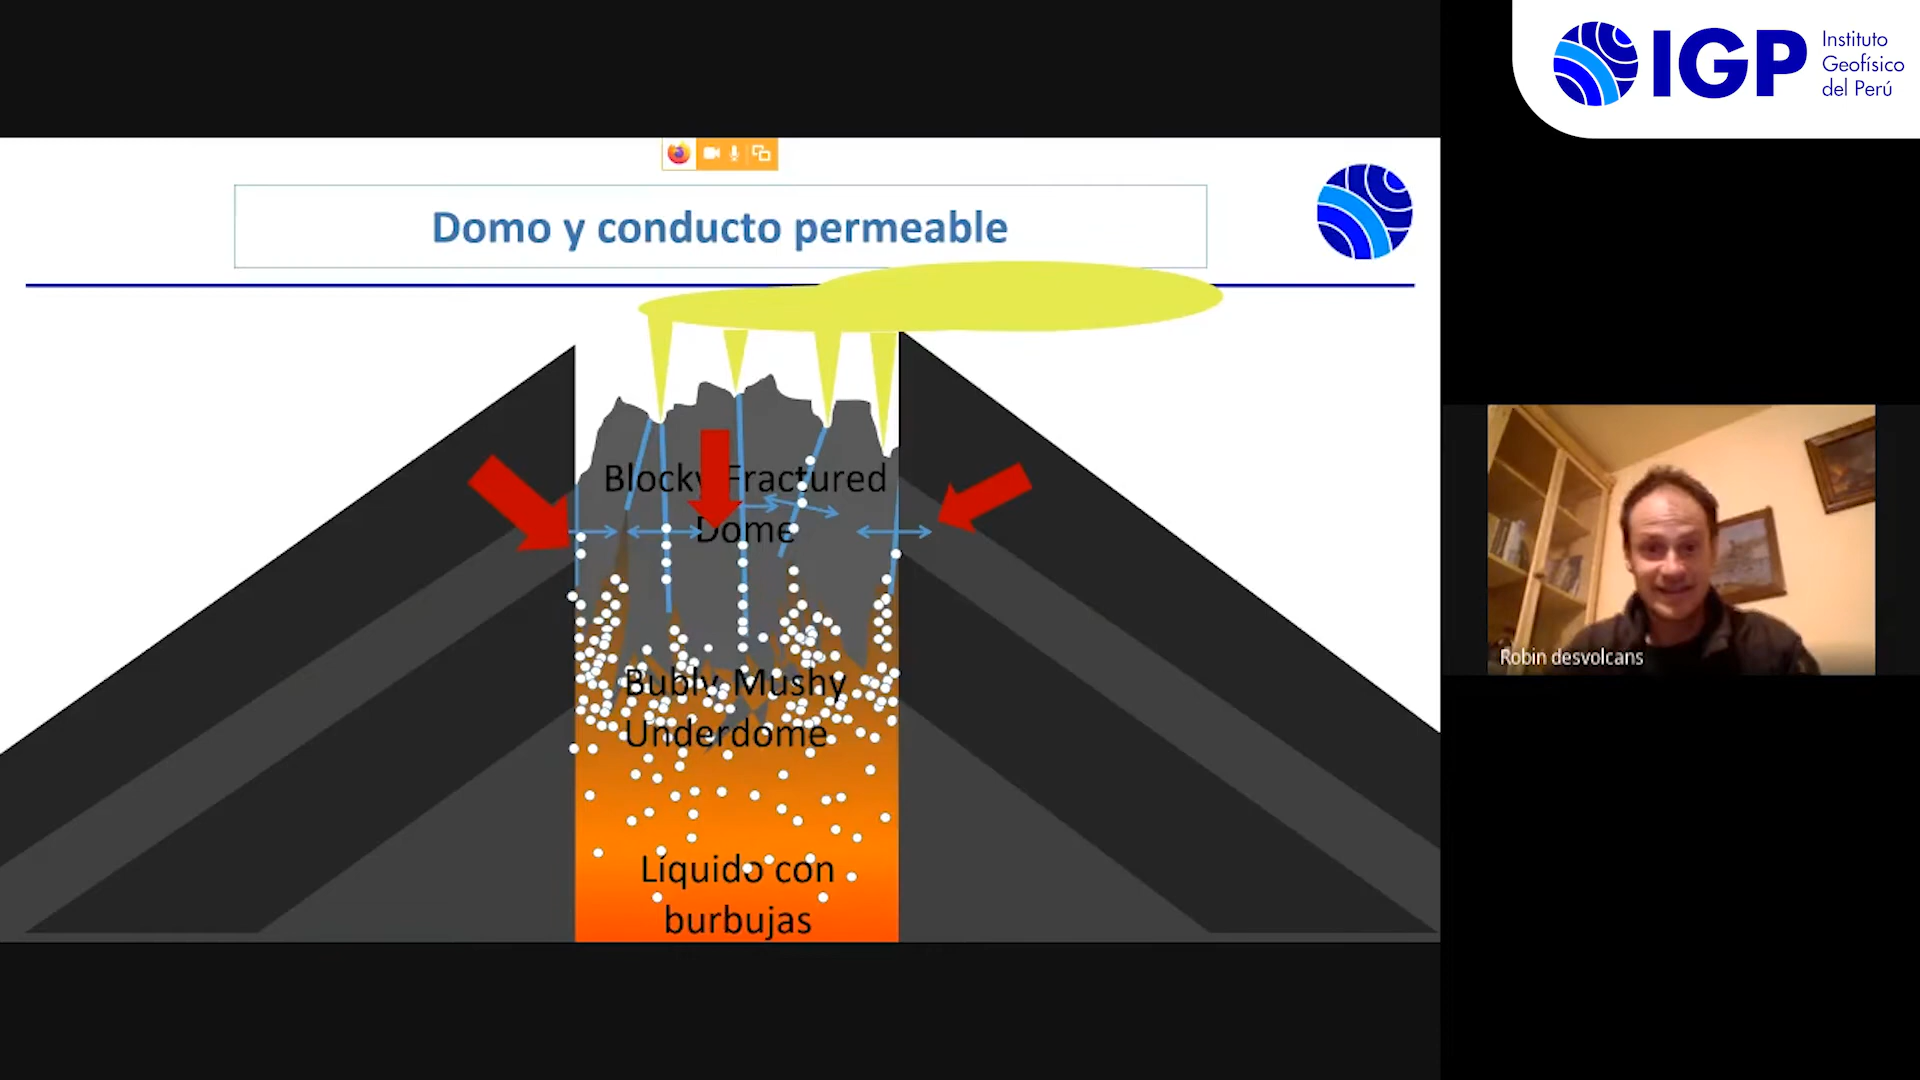 IGP
Instituto
Geofísico
del Perú
Domo y conducto permeable
Blocky Fractured
Dome
Bubly Mushy
Underdome
Líquido con
burbujas
Robin desvolcans